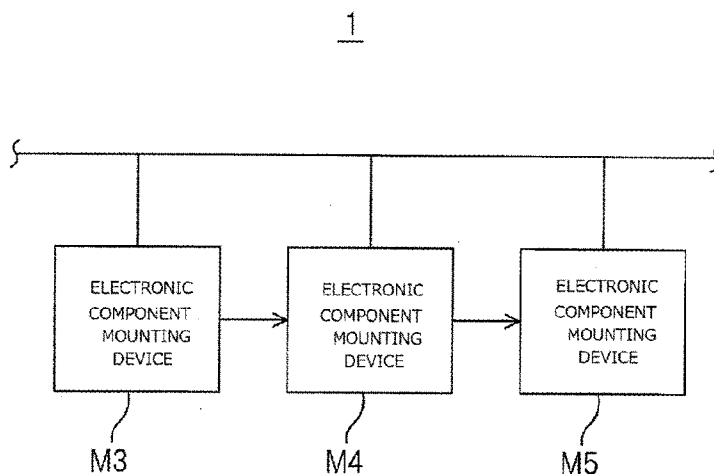 1
ELECTRONIC
COMPONENT
MOUNTING
DEVICE
ELECTRONIC
COMPONENT
MOUNTING
DEVICE
ELECTRONIC
COMPONENT
MOUNTING
DEVICE
M3
M4
M5